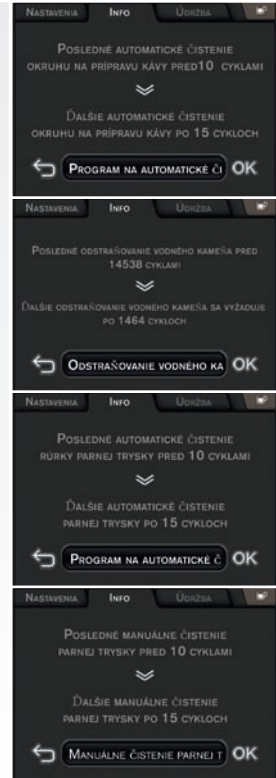 Nastavenia Info Údržba
Posledné automatické čistenie
okruhu na prípravu kávy pred10 cyklami
Ďalšie automatické čistenie
okruhu na prípravu kávy po 15 cykloch
Program na automatické či OK
Nastavenia Info Údržba
Posledné odstraňovanie vodného kameňa pred
14538 cyklami
Ďalšie odstraňovanie vodného kameňa sa vyžaduje
po 1464 cykloch
Odstraňovanie vodného ka OK
Nastavenia Info Údržba
Posledné automatické čistenie
rúrky parnej trysky pred 10 cyklami
Ďalšie automatické čistenie
parnej trysky po 15 cykloch
Program na automatické č OK
Nastavenia Info Údržba
Posledné manuálne čistenie
parnej trysky pred 10 cyklami
Ďalšie manuálne čistenie
parnej trysky po 15 cykloch
Manuálne čistenie parnej t OK